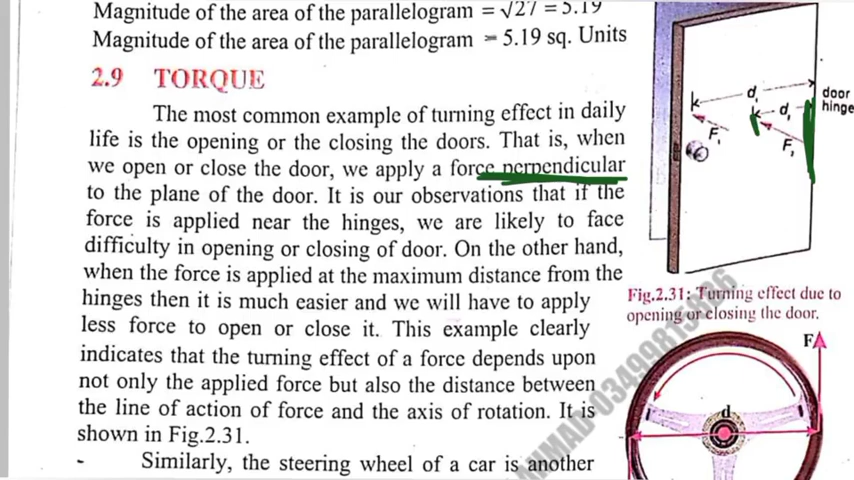 Magnitude of the area of the parallelogram = √27 = 5.19
Magnitude of the area of the parallelogram = 5.19 sq. Units
2.9 TORQUE
The most common example of turning effect in daily
life is the opening or the closing the doors. That is, when
we open or close the door, we apply a force perpendicular
to the plane of the door. It is our observations that if the
force is applied near the hinges, we are likely to face
difficulty in opening or closing of door. On the other hand,
when the force is applied at the maximum distance from the
hinges then it is much easier and we will have to apply
less force to open or close it. This example clearly
indicates that the turning effect of a force depends upon
not only the applied force but also the distance between
the line of action of force and the axis of rotation. It is
shown in Fig.2.31.
- Similarly, the steering wheel of a car is another
d
d
door
hinge
F
F
Fig.2.31: Turning effect due to
opening or closing the door.
F
d